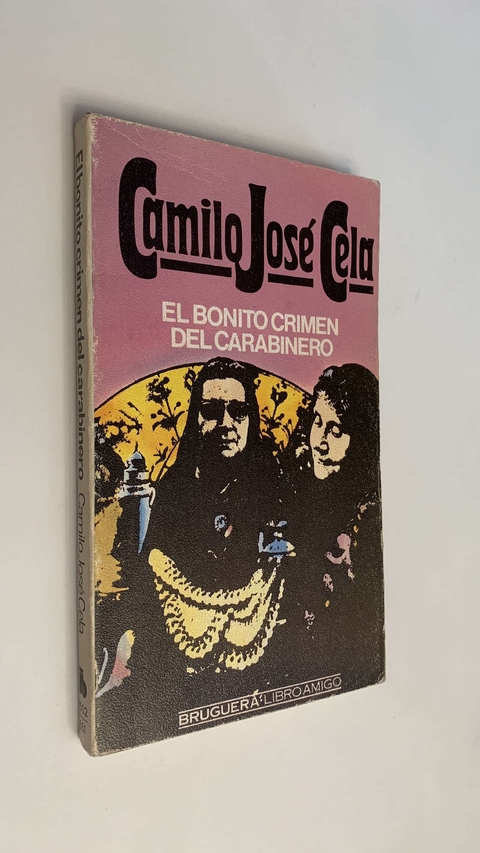 Camilo José Cela
EL BONITO CRIMEN
DEL CARABINERO
BRUGUERA·LIBRO AMIGO
El bonito crimen del carabinero Camilo José Cela